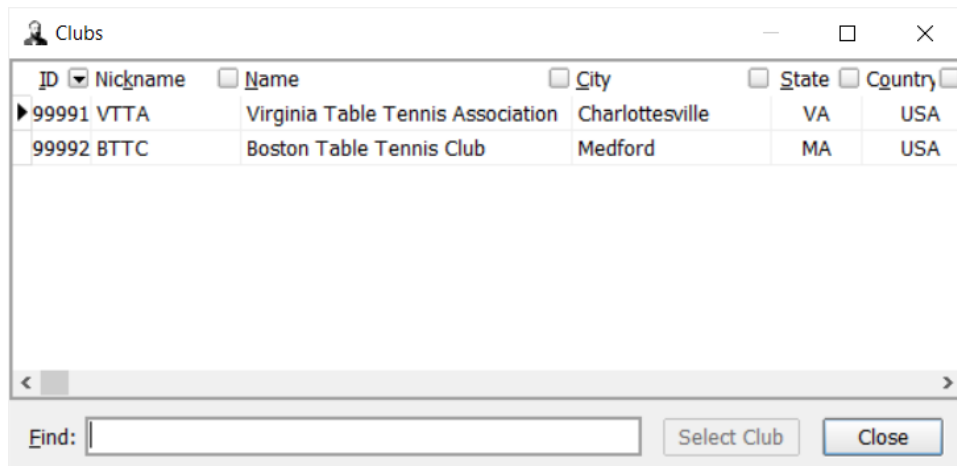 Clubs
ID Nickname Name City State Country
99991 VTTA Virginia Table Tennis Association Charlottesville VA USA
99992 BTTC Boston Table Tennis Club Medford MA USA
Find: Select Club Close